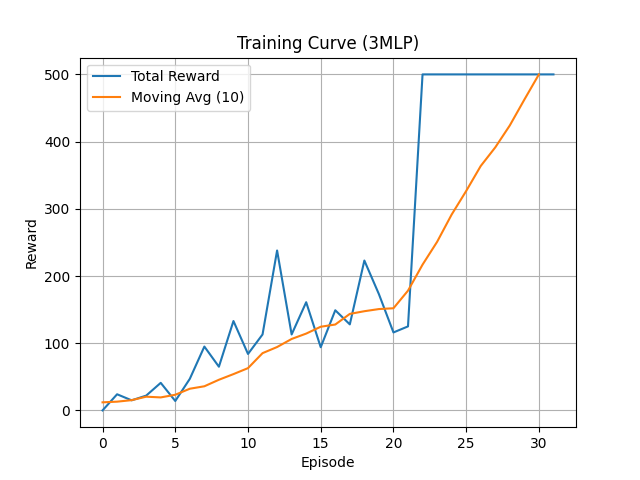 Training Curve (3MLP)
Total Reward
Moving Avg (10)
500
400
300
200
100
0
Reward
0 5 10 15 20 25 30
Episode